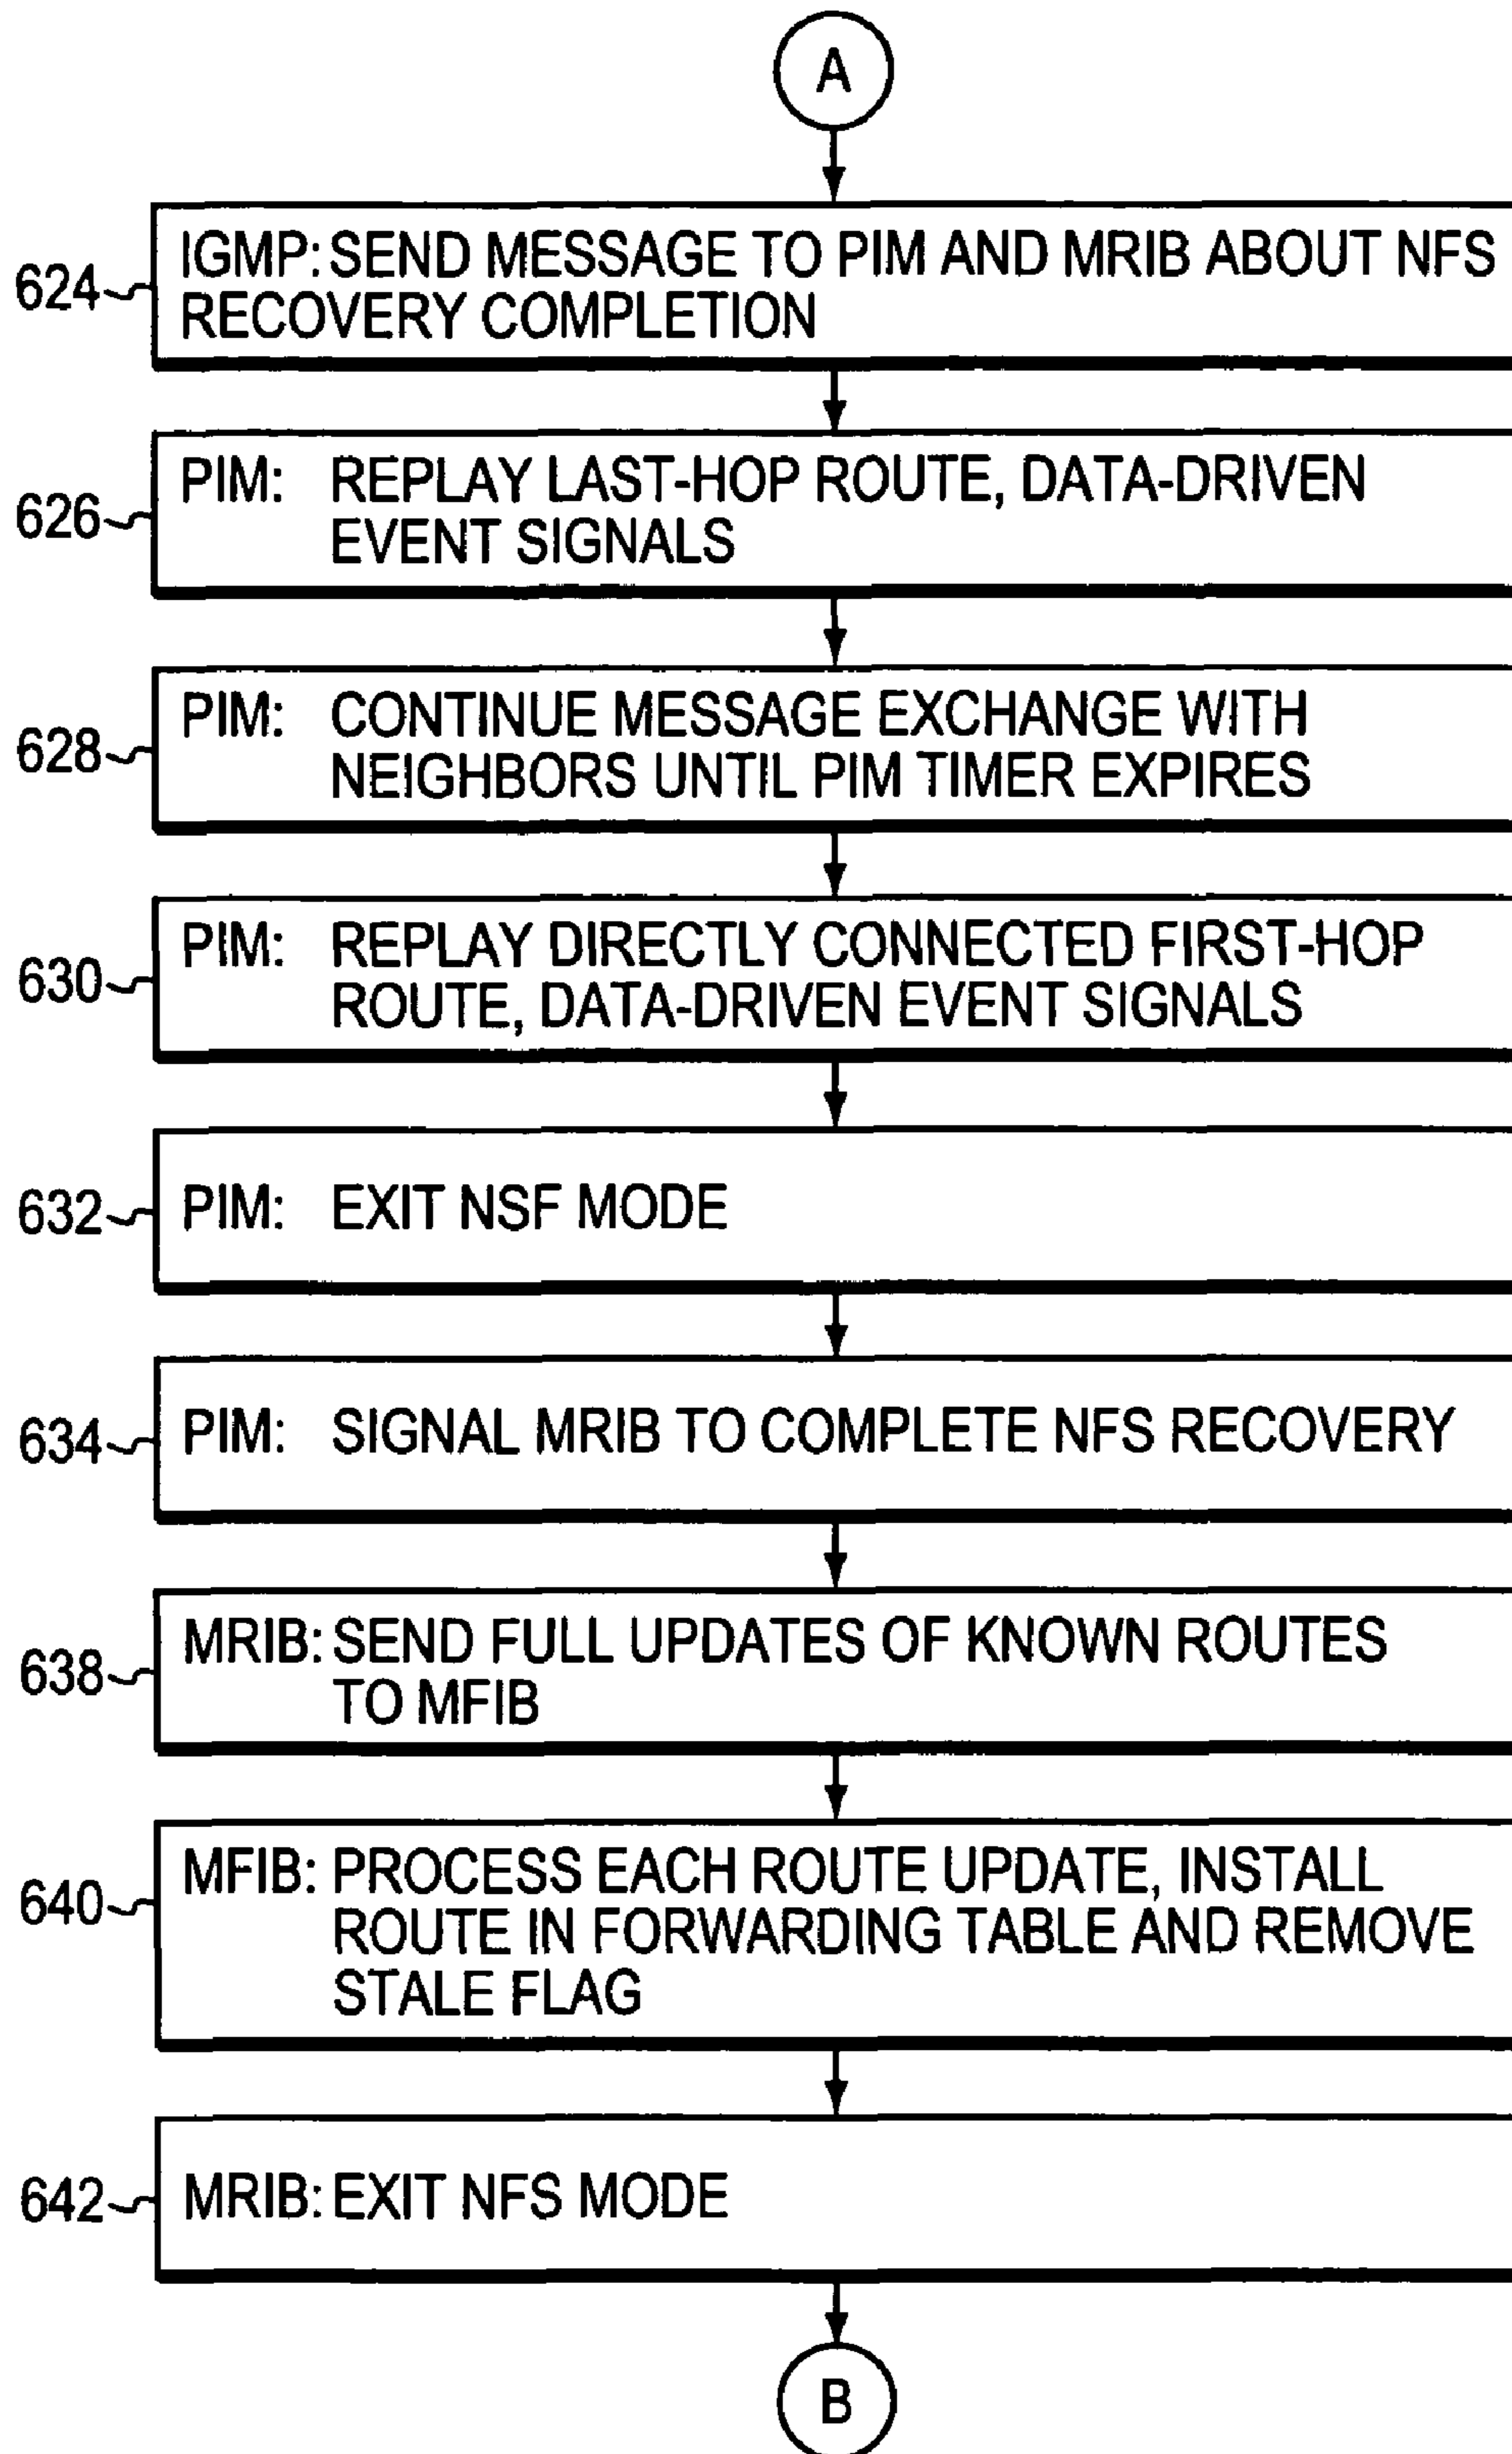 A
624 IGMP: SEND MESSAGE TO PIM AND MRIB ABOUT NFS
RECOVERY COMPLETION
626 PIM: REPLAY LAST-HOP ROUTE, DATA-DRIVEN
EVENT SIGNALS
628 PIM: CONTINUE MESSAGE EXCHANGE WITH
NEIGHBORS UNTIL PIM TIMER EXPIRES
630 PIM: REPLAY DIRECTLY CONNECTED FIRST-HOP
ROUTE, DATA-DRIVEN EVENT SIGNALS
632 PIM: EXIT NSF MODE
634 PIM: SIGNAL MRIB TO COMPLETE NFS RECOVERY
638 MRIB: SEND FULL UPDATES OF KNOWN ROUTES
TO MFIB
640 MFIB: PROCESS EACH ROUTE UPDATE, INSTALL
ROUTE IN FORWARDING TABLE AND REMOVE
STALE FLAG
642 MRIB: EXIT NFS MODE
B